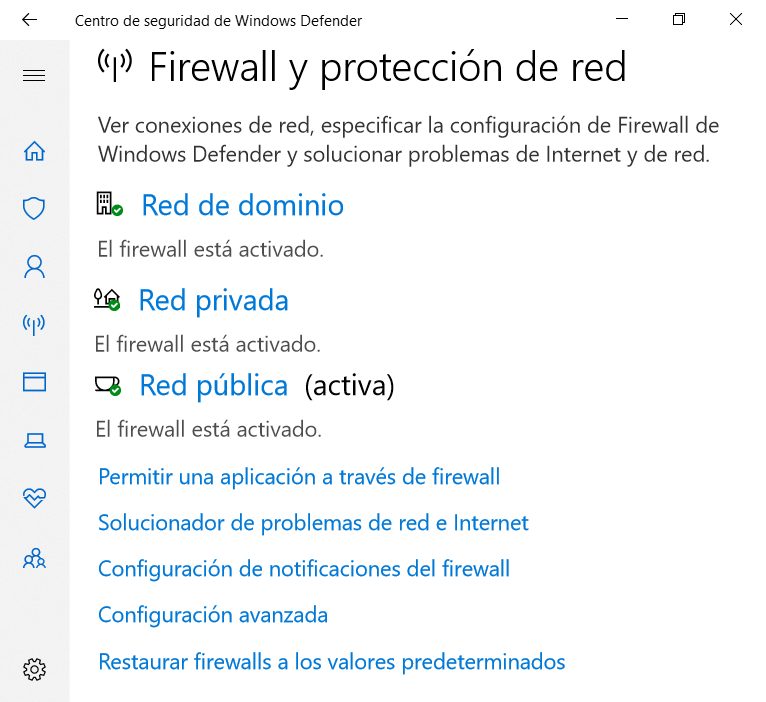 Centro de seguridad de Windows Defender
Firewall y protección de red
Ver conexiones de red, especificar la configuración de Firewall de
Windows Defender y solucionar problemas de Internet y de red.
Red de dominio
El firewall está activado.
Red privada
El firewall está activado.
Red pública (activa)
El firewall está activado.
Permitir una aplicación a través de firewall
Solucionador de problemas de red e Internet
Configuración de notificaciones del firewall
Configuración avanzada
Restaurar firewalls a los valores predeterminados